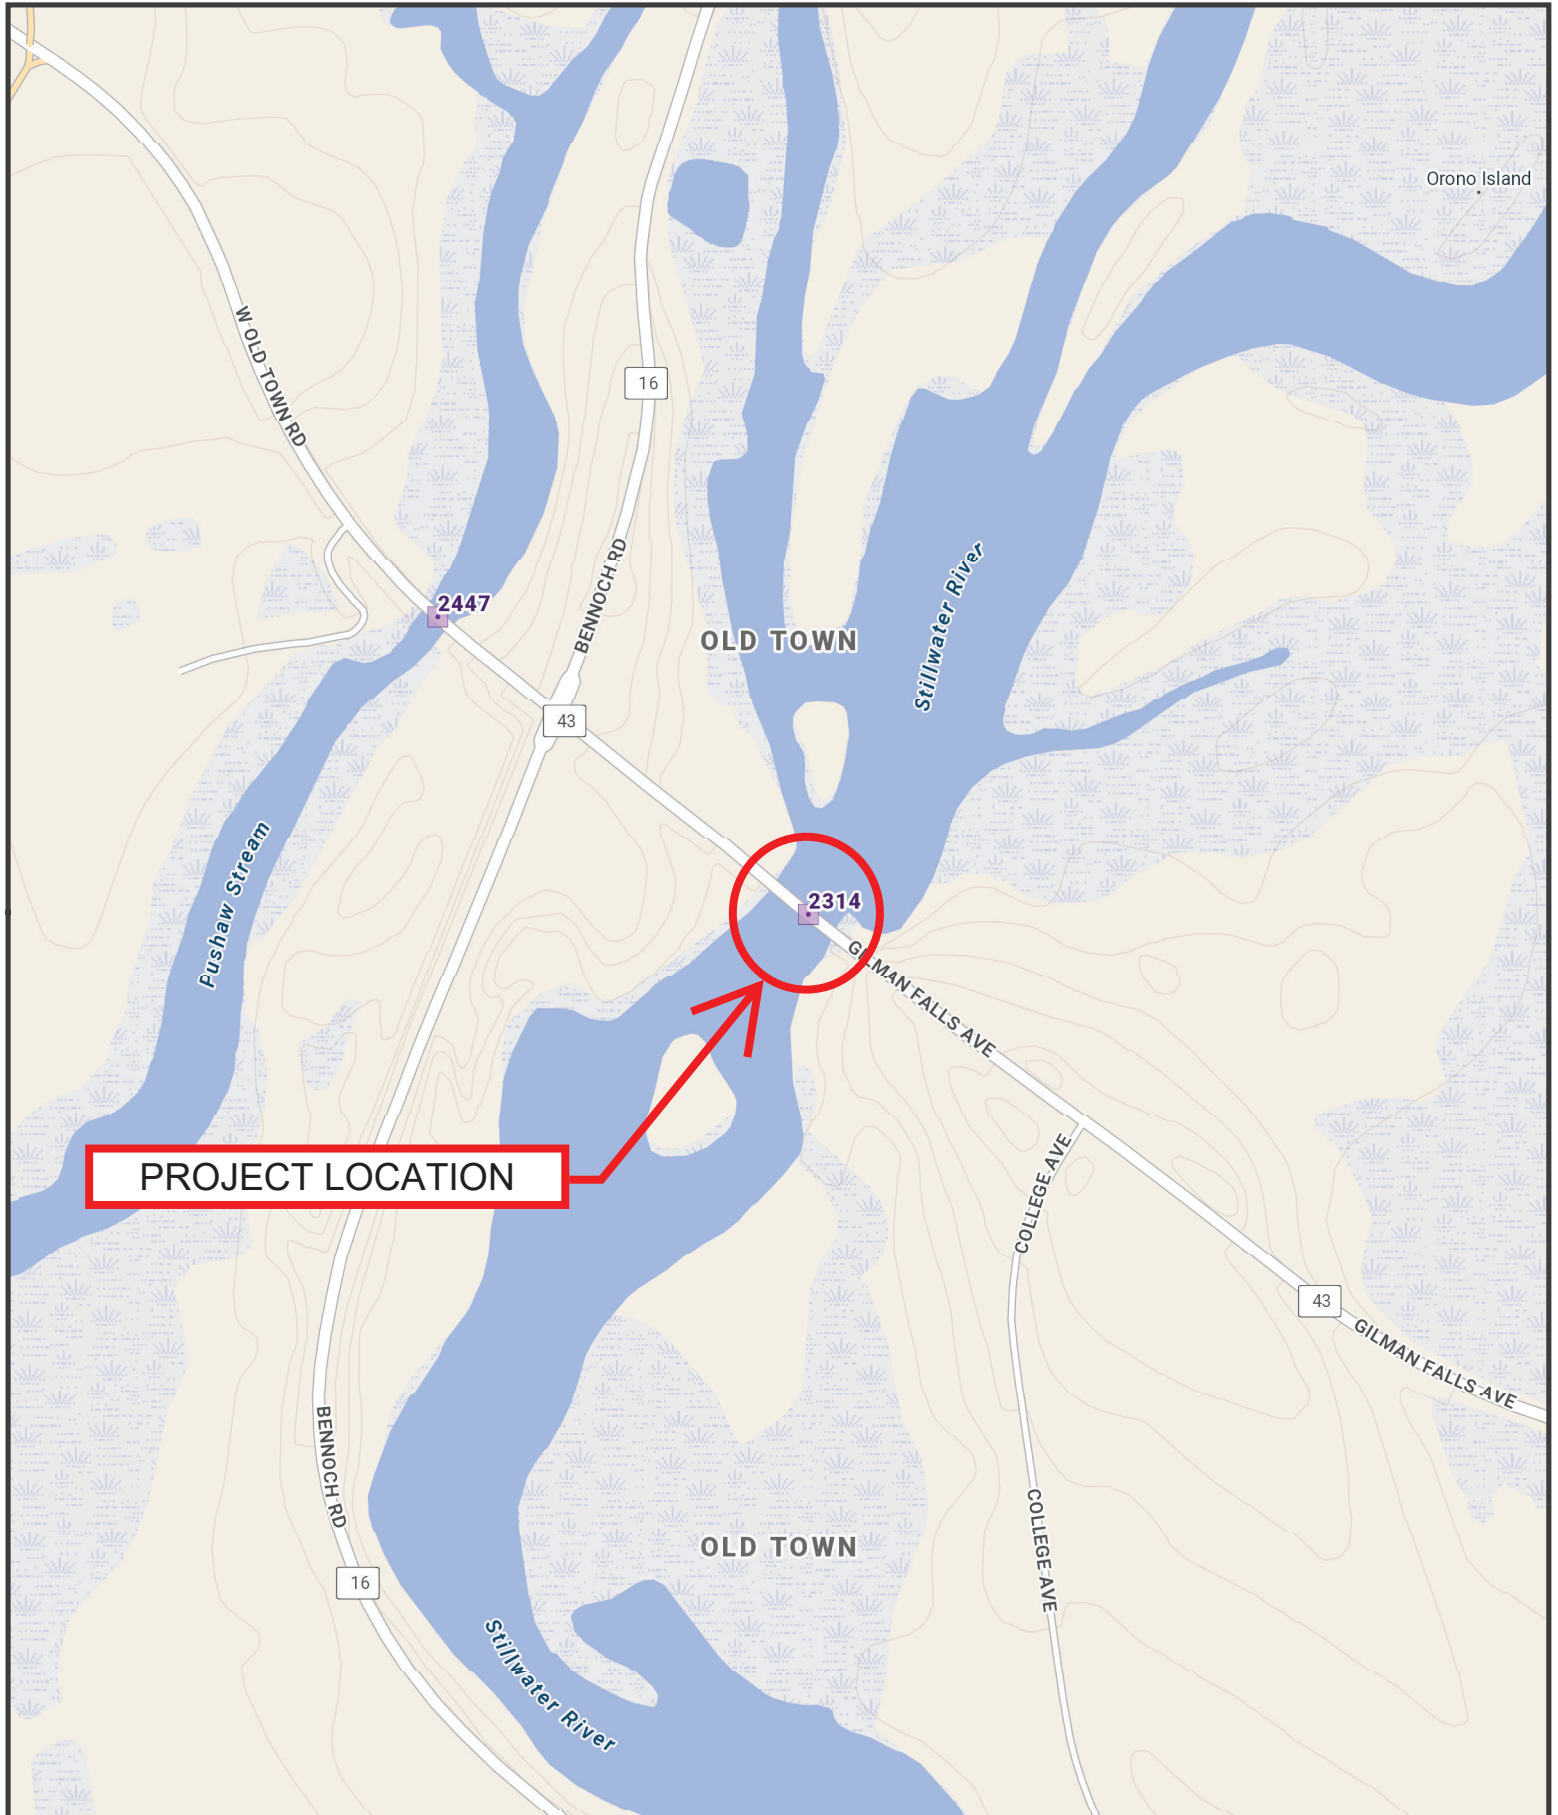 Orono Island
W OLD TOWN RD
16
BENNOCH RD
Stillwater River
2447
OLD TOWN
43
Pushaw Stream
2314
GILMAN FALLS AVE
PROJECT LOCATION
COLLEGE AVE
43
GILMAN FALLS AVE
BENNOCH RD
COLLEGE AVE
OLD TOWN
16
Stillwater River